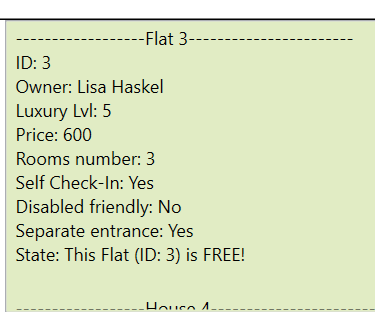 ------------------Flat 3-----------------------
ID: 3
Owner: Lisa Haskel
Luxury Lvl: 5
Price: 600
Rooms number: 3
Self Check-In: Yes
Disabled friendly: No
Separate entrance: Yes
State: This Flat (ID: 3) is FREE!
------------------House 4-----------------------